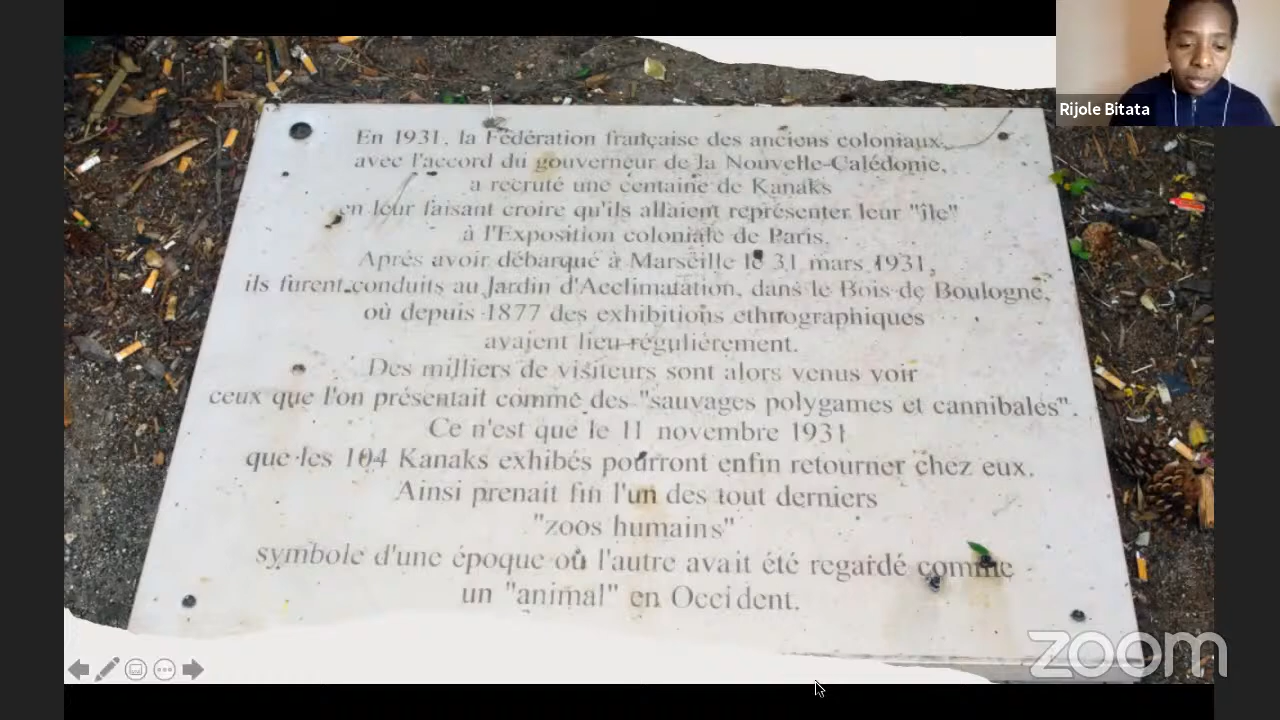 Rijole Bitata
En 1931, la Fédération française des anciens coloniaux,
avec l'accord du gouverneur de la Nouvelle-Calédonie,
a recruté une centaine de Kanaks
en leur faisant croire qu'ils allaient représenter leur "île"
à l'Exposition coloniale de Paris.
Après avoir débarqué à Marseille le 31 mars 1931,
ils furent conduits au Jardin d'Acclimatation, dans le Bois de Boulogne,
où depuis 1877 des exhibitions ethnographiques
avaient lieu régulièrement.
Des milliers de visiteurs sont alors venus voir
ceux que l'on présentait comme des "sauvages polygames et cannibales".
Ce n'est que le 11 novembre 1931
que les 104 Kanaks exhibés pourront enfin retourner chez eux.
Ainsi prenait fin l'un des tout derniers
"zoos humains"
symbole d'une époque où l'autre avait été regardé comme
un "animal" en Occident.
zoom